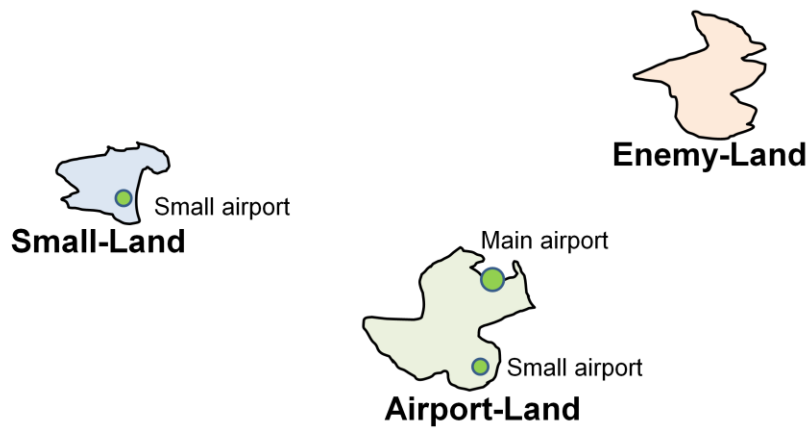 Enemy-Land
Small airport
Small-Land
Main airport
Small airport
Airport-Land